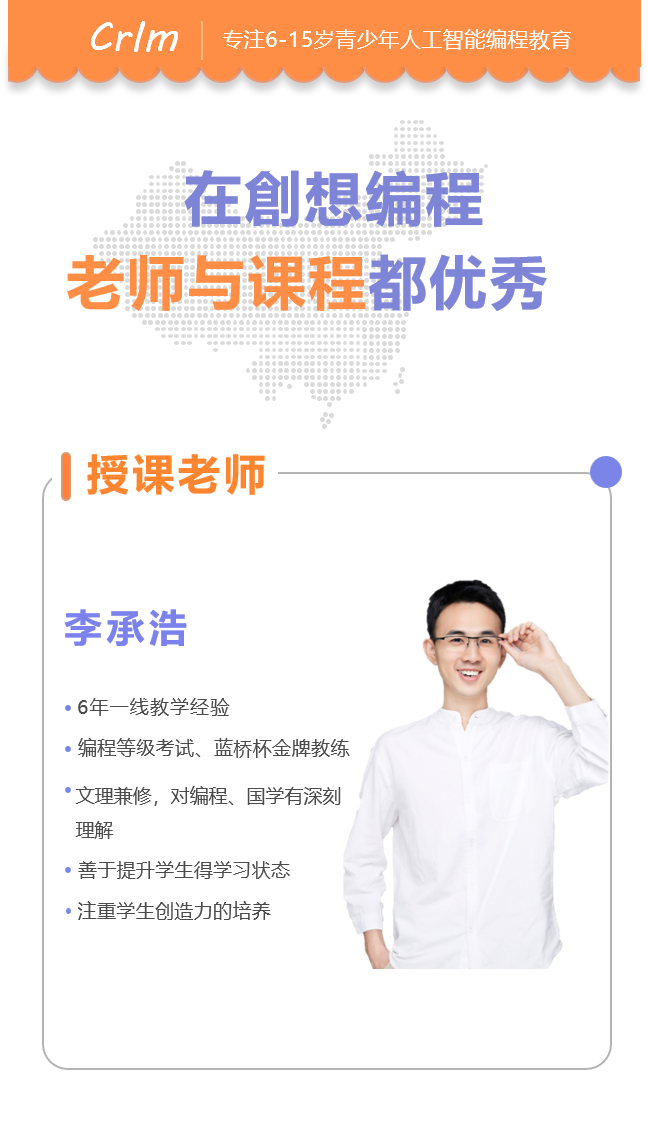 Crlm
专注6-15岁青少年人工智能编程教育
在創想编程
老师与课程都优秀
授课老师
李承浩
6年一线教学经验
编程等级考试、蓝桥杯金牌教练
文理兼修，对编程、国学有深刻
理解
善于提升学生得学习状态
注重学生创造力的培养